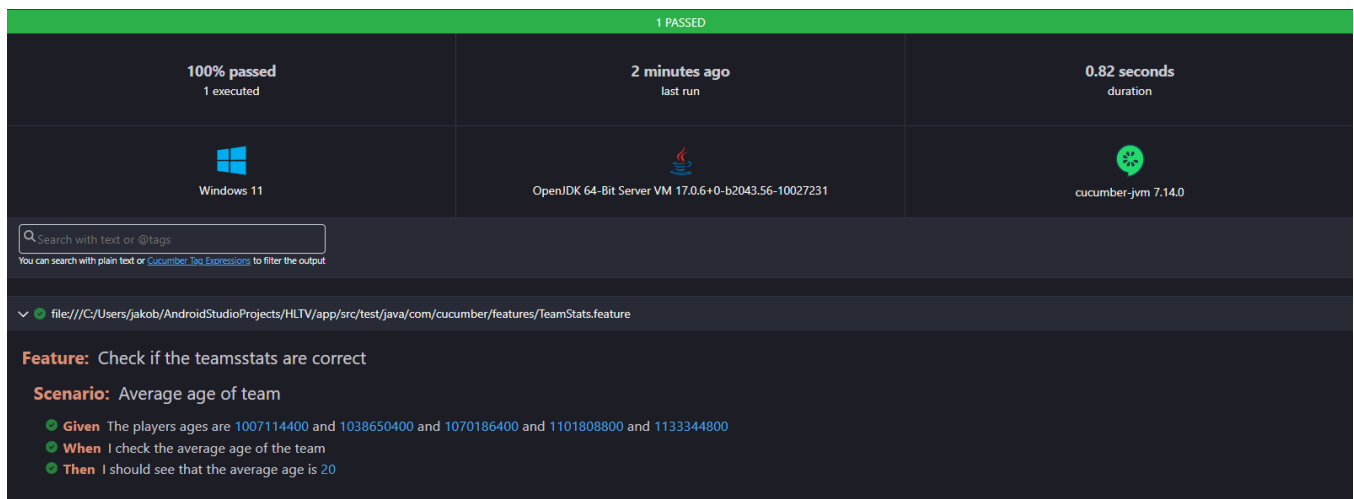 1 PASSED
100% passed
1 executed
2 minutes ago
last run
0.82 seconds
duration
Windows 11
OpenJDK 64-Bit Server VM 17.0.6+0-b2043.56-10027231
cucumber-jvm 7.14.0
Search with text or @tags
You can search with plain text or Cucumber Tag Expressions to filter the output
file:///C:/Users/jakob/AndroidStudioProjects/HLTV/app/src/test/java/com/cucumber/features/TeamStats.feature
Feature: Check if the teamsstats are correct
Scenario: Average age of team
Given The players ages are 1007114400 and 1038650400 and 1070186400 and 1101808800 and 1133344800
When I check the average age of the team
Then I should see that the average age is 20